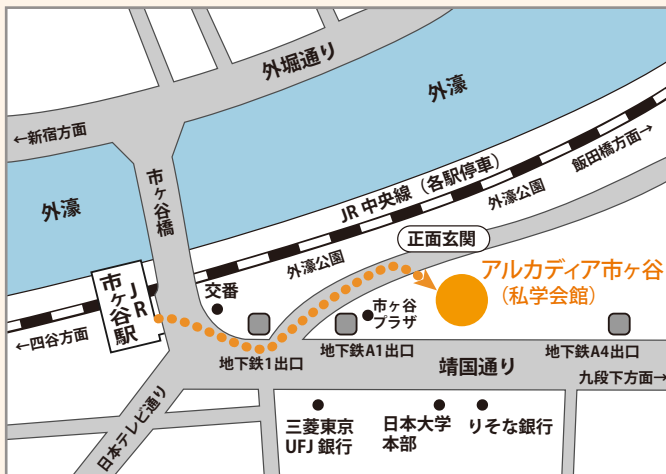 外堀通り
外濠
←新宿方面
市ヶ谷橋
外濠
飯田橋方面→
JR 中央線（各駅停車）
外濠公園
外濠公園
正面玄関
アルカディア市ヶ谷
（私学会館）
JR
市ヶ谷駅
交番
市ヶ谷
プラザ
←四谷方面
地下鉄1出口
地下鉄A1出口
地下鉄A4出口
靖国通り
九段下方面→
日本テレビ通り
三菱東京
UFJ 銀行
日本大学
本部
りそな銀行